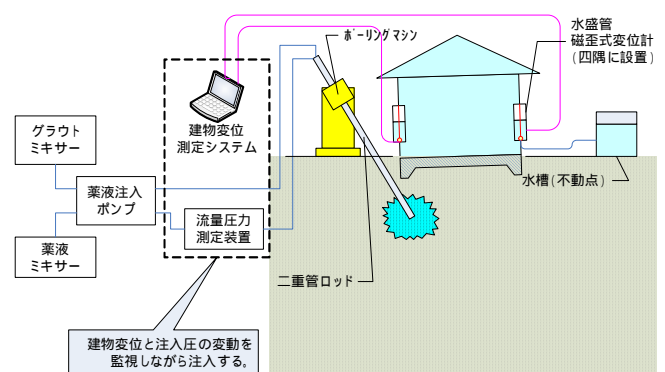 水盛管
磁歪式変位計
(四隅に設置)
ボーリングマシン
建物変位
測定システム
グラウト
ミキサー
薬液注入
ポンプ
流量圧力
測定装置
薬液
ミキサー
水槽(不動点)
二重管ロッド
建物変位と注入圧の変動を
監視しながら注入する。